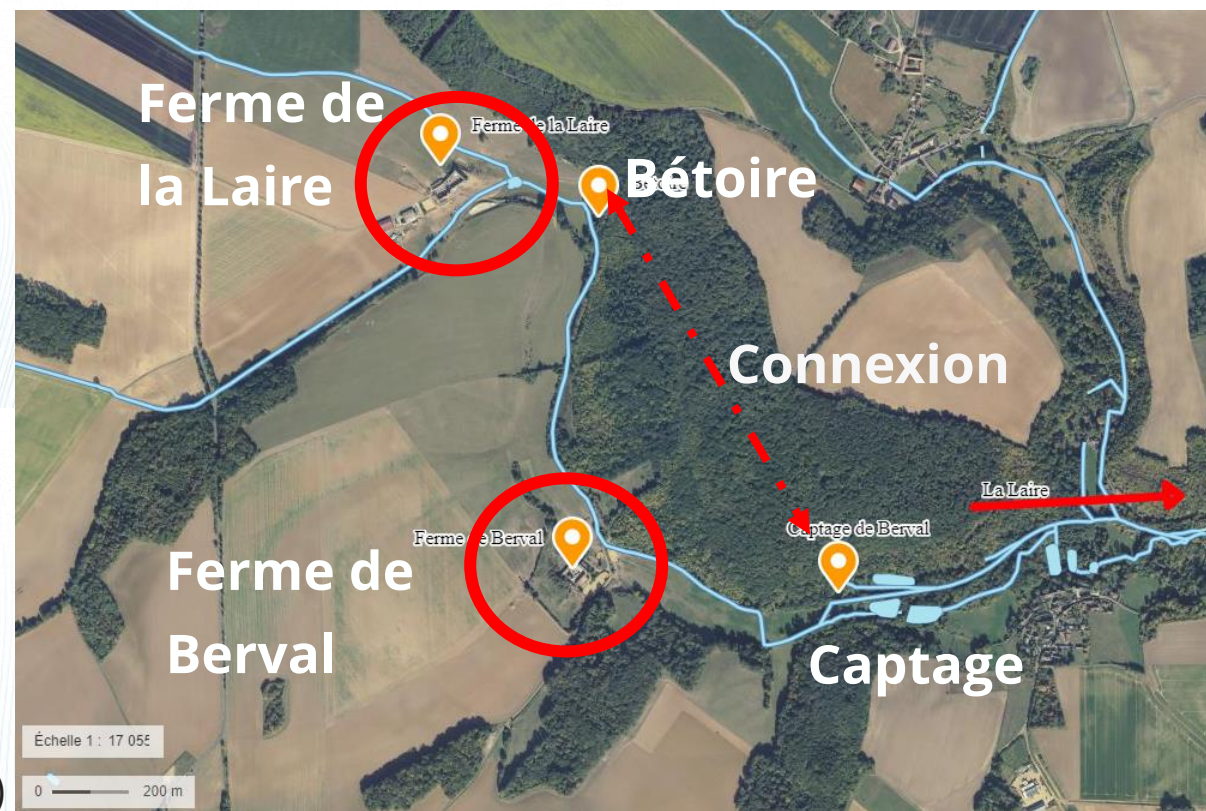 Ferme de
la Laire
Ferme de la Laire
Bétoire
Connexion
La Laire
Captage de Berval
Ferme de Berval
Ferme de
Berval
Captage
Échelle 1 : 17 055
0 200 m